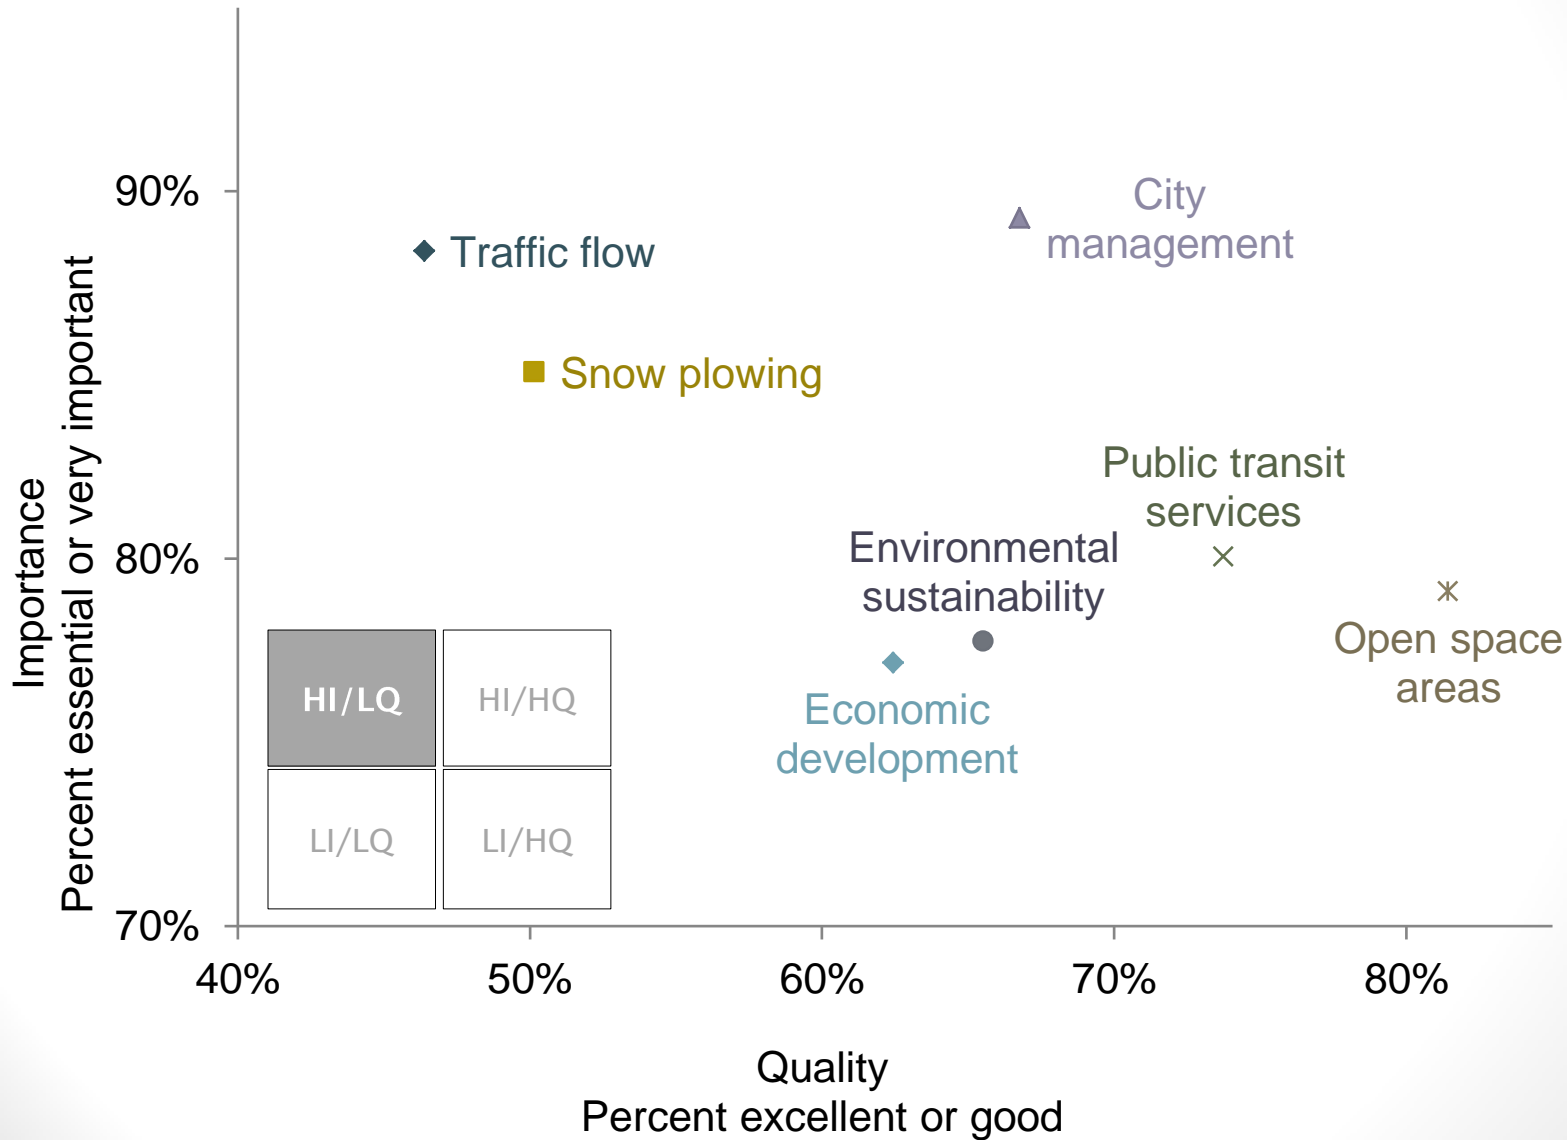 90%
City
management
Traffic flow
Snow plowing
Public transit
services
Importance
Percent essential or very important
80%
Environmental
sustainability
Open space
areas
HI/LQ
HI/HQ
Economic
development
LI/LQ
LI/HQ
70%
40%
50%
60%
70%
80%
Quality
Percent excellent or good